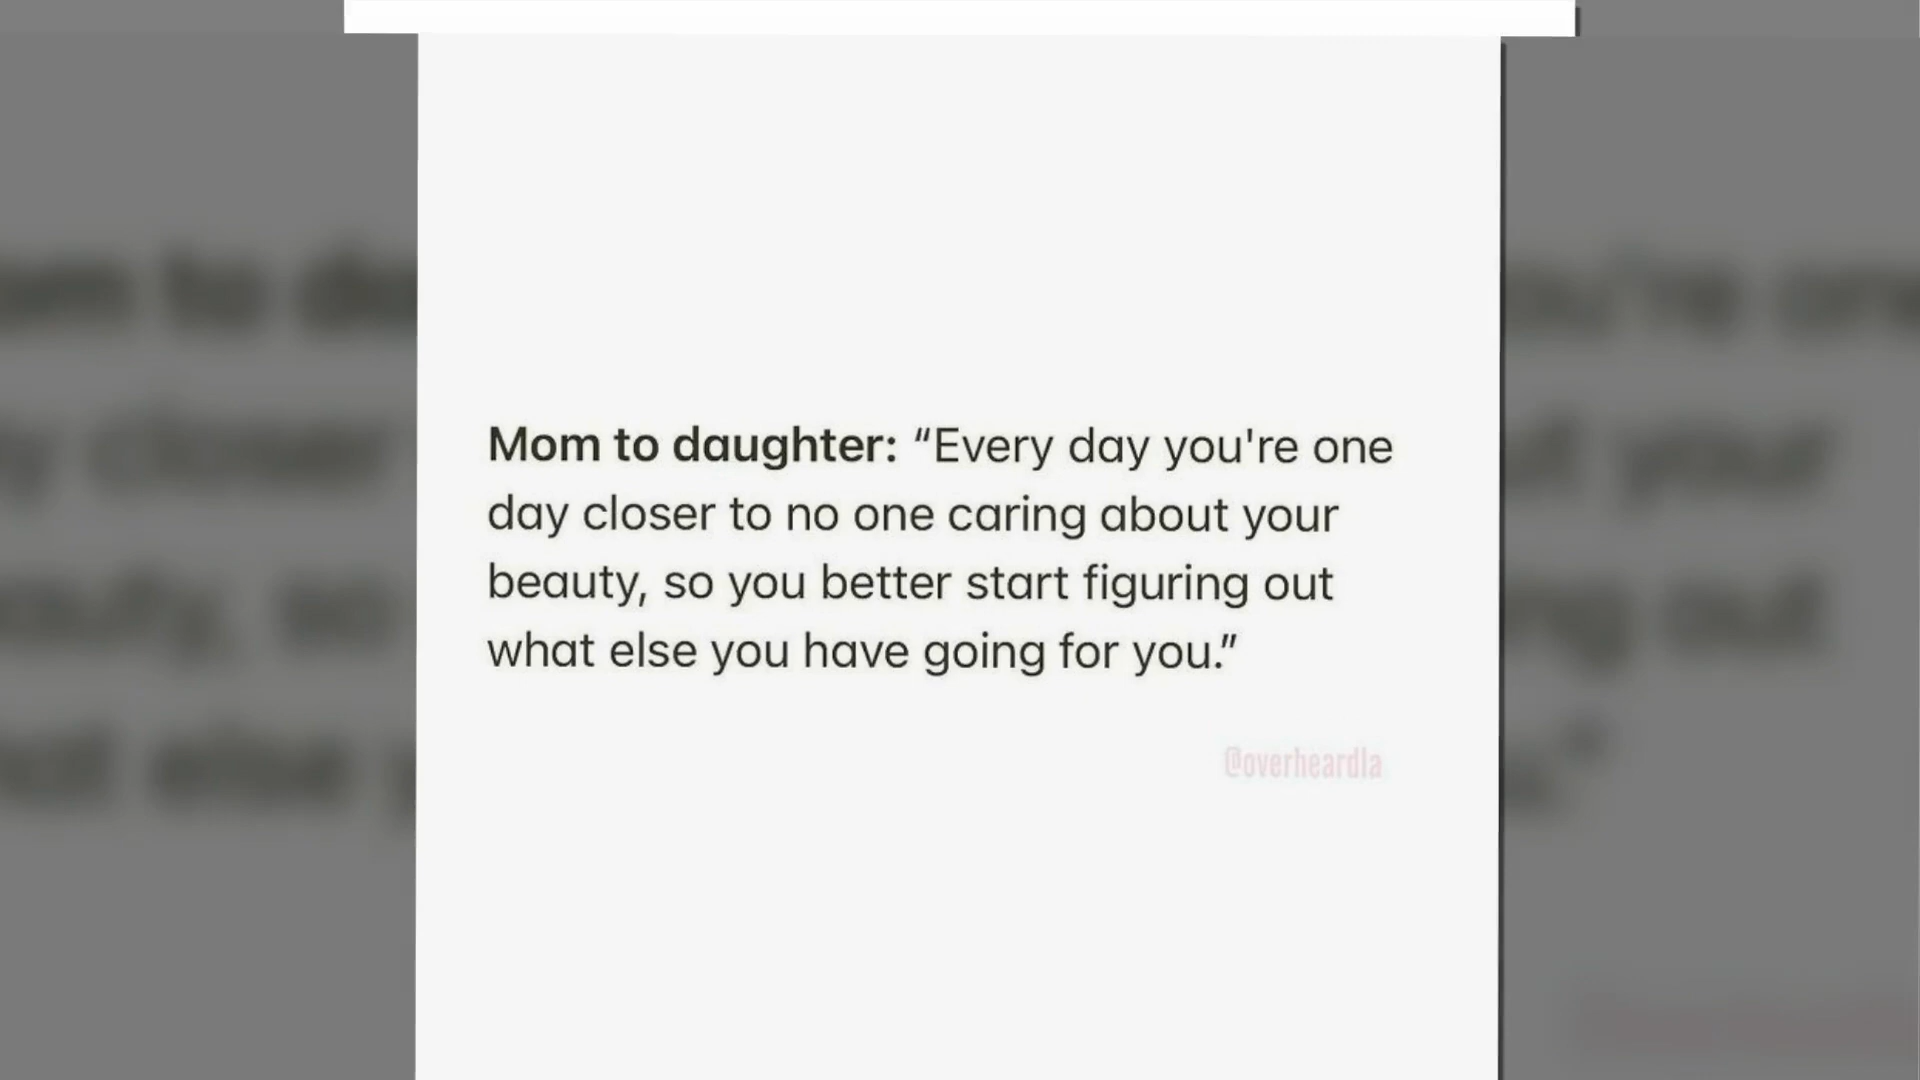 Mom to daughter: “Every day you're one
day closer to no one caring about your
beauty, so you better start figuring out
what else you have going for you.”
@overheardla